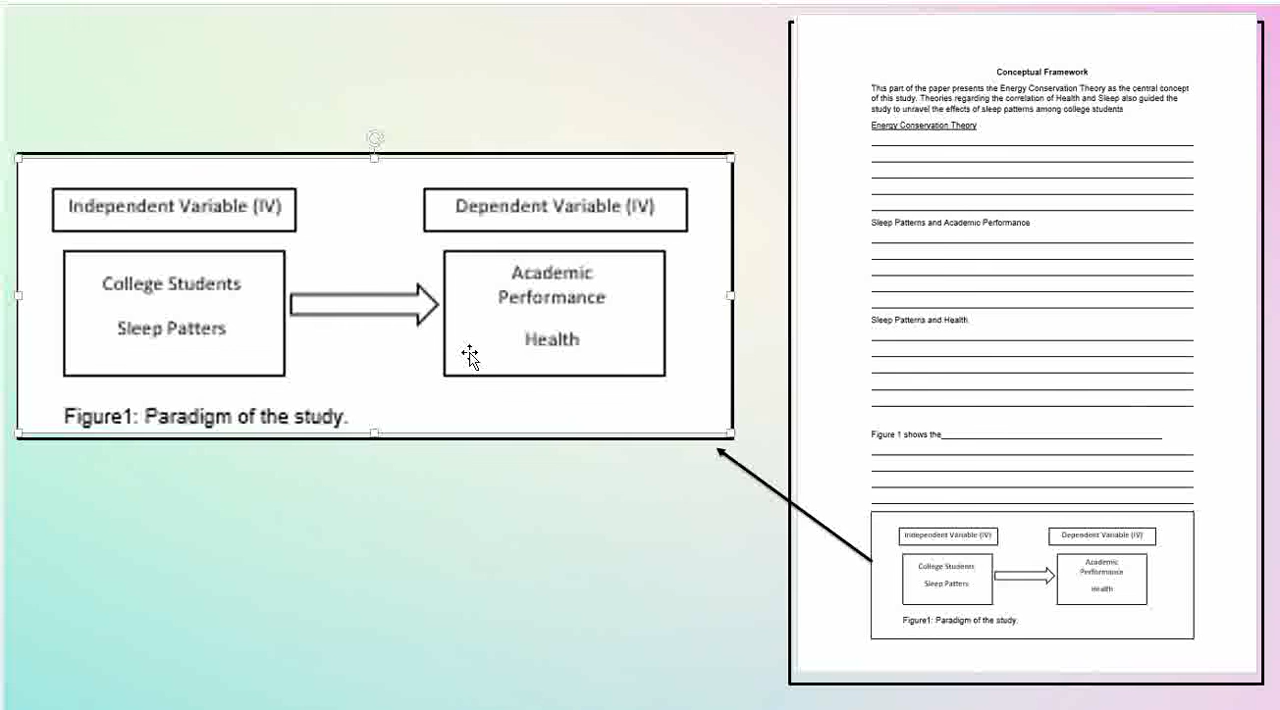 Independent Variable (IV)
Dependent Variable (IV)
College Students
Sleep Patters
Academic
Performance
Health
Figure1: Paradigm of the study.
Conceptual Framework
This part of the paper presents the Energy Conservation Theory as the central concept
of this study. Theories regarding the correlation of Health and Sleep also guided the
study to unravel the effects of sleep patterns among college students
Energy Conservation Theory
Sleep Patterns and Academic Performance
Sleep Patterns and Health
Figure 1 shows the
Independent Variable (IV)
Dependent Variable (IV)
College Students
Sleep Patters
Academic
Performance
Health
Figure1: Paradigm of the study.